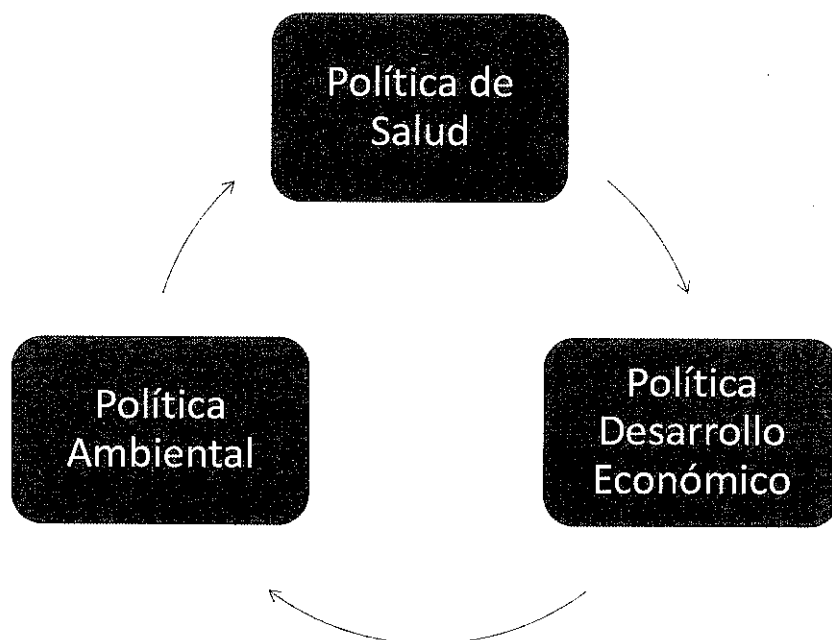 Política de
Salud
Política
Ambiental
Política
Desarrollo
Económico